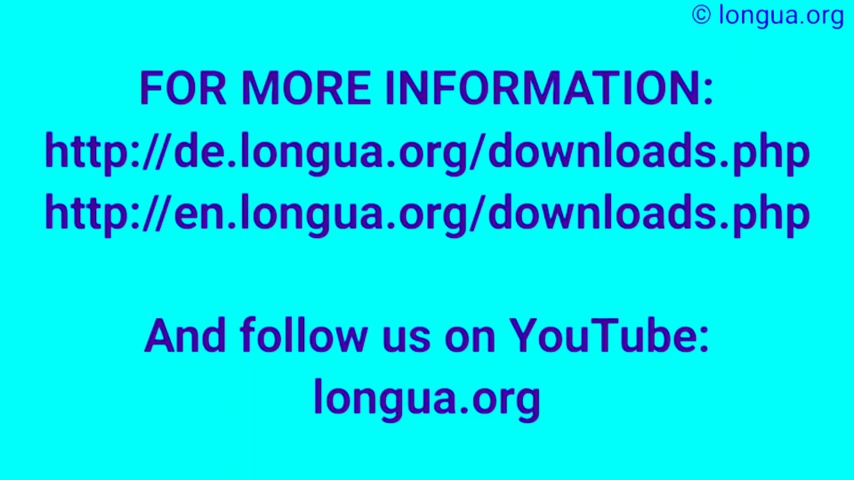 © longua.org
FOR MORE INFORMATION:
http://de.longua.org/downloads.php
http://en.longua.org/downloads.php
And follow us on YouTube:
longua.org